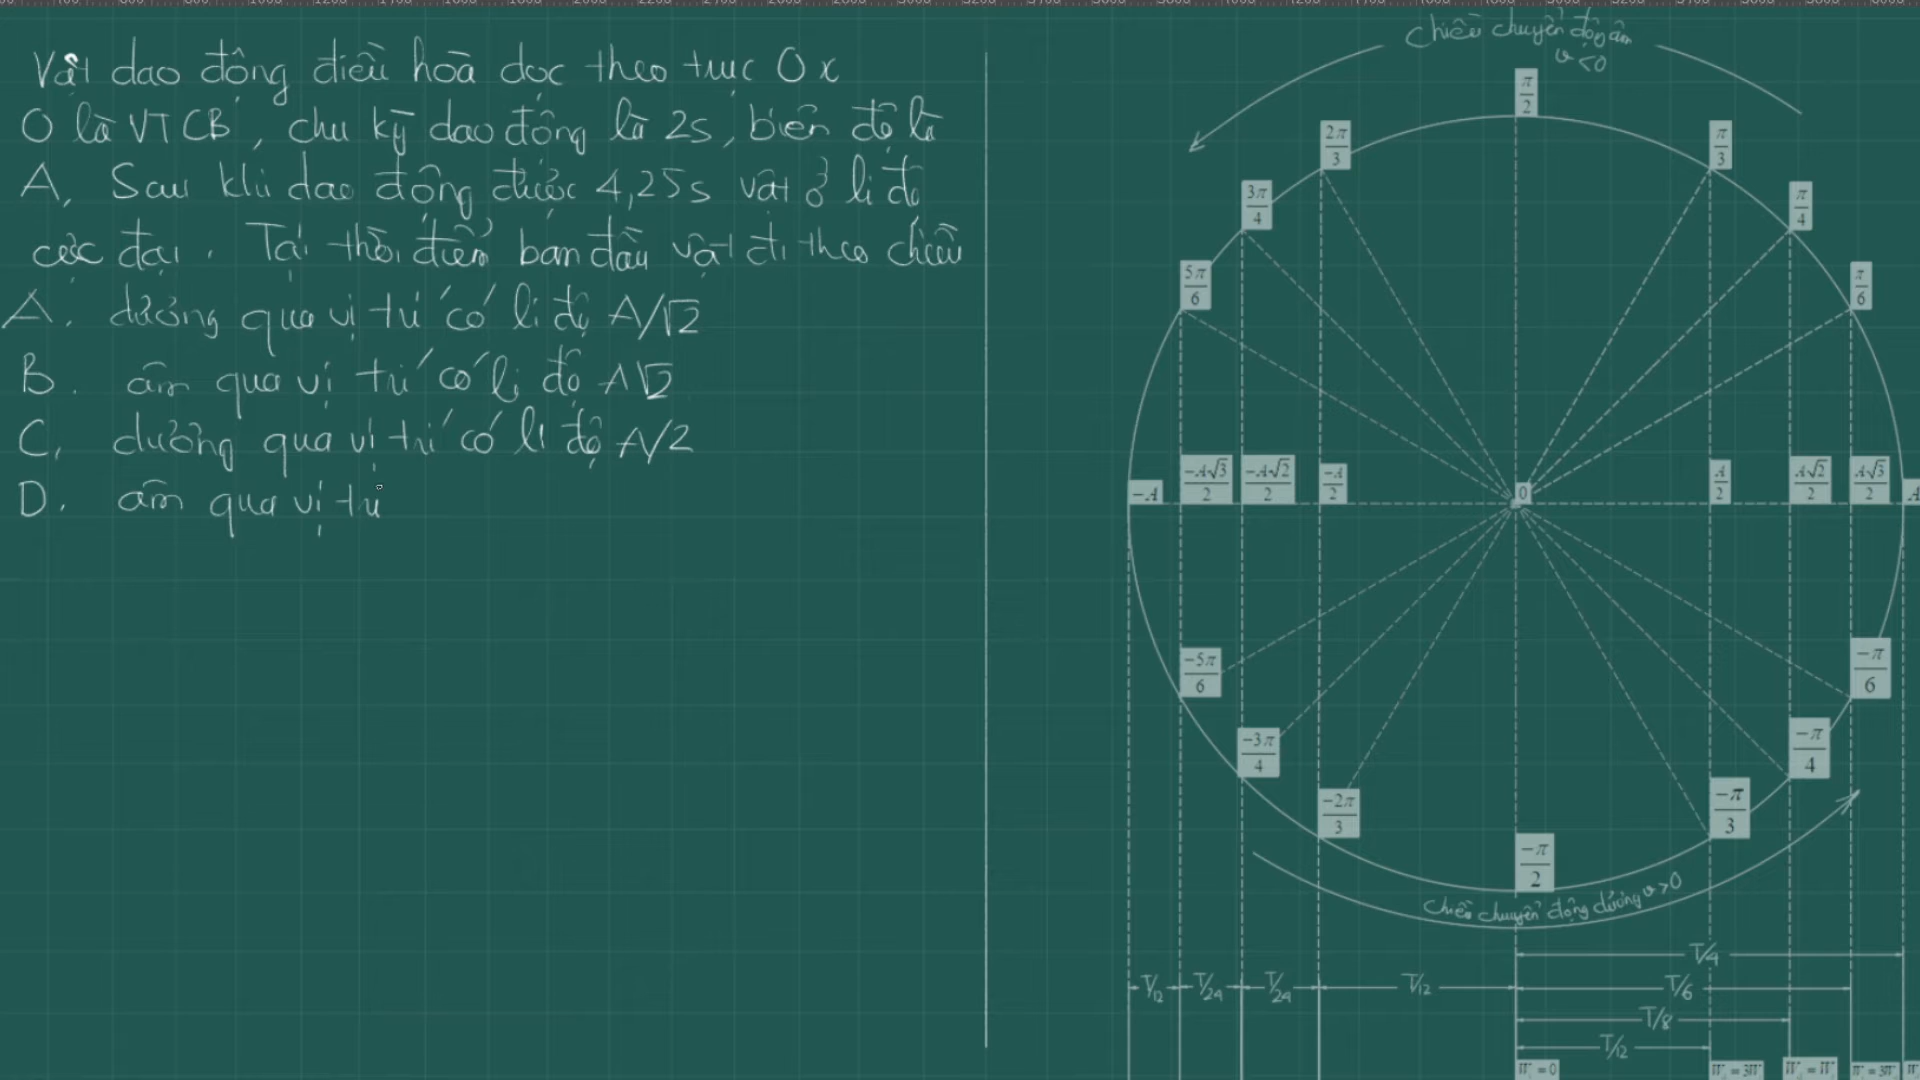 Vật dao động điều hoà dọc theo trục Ox
O là VTCB, chu kỳ dao động là 2s, biên độ là
A, Sau khi dao động được 4,25s vật ở li độ
cực đại. Tại thời điểm ban đầu vật đi theo chiều
A. dương qua vị trí có li độ A/√2
B. âm qua vị trí có li độ A√2
C, dương qua vị trí có li độ A/2
D. âm qua vị trí
chiều chuyển động âm
v<0
π/2
2π/3
π/3
3π/4
π/4
5π/6
π/6
-A
-A√3/2
-A√2/2
-A/2
0
A/2
A√2/2
A√3/2
A
-5π/6
-π/6
-3π/4
-π/4
-2π/3
-π/3
-π/2
chiều chuyển động dương v>0
T/4
T/12 T/24 T/24 T/12 T/6
T/8
T/12